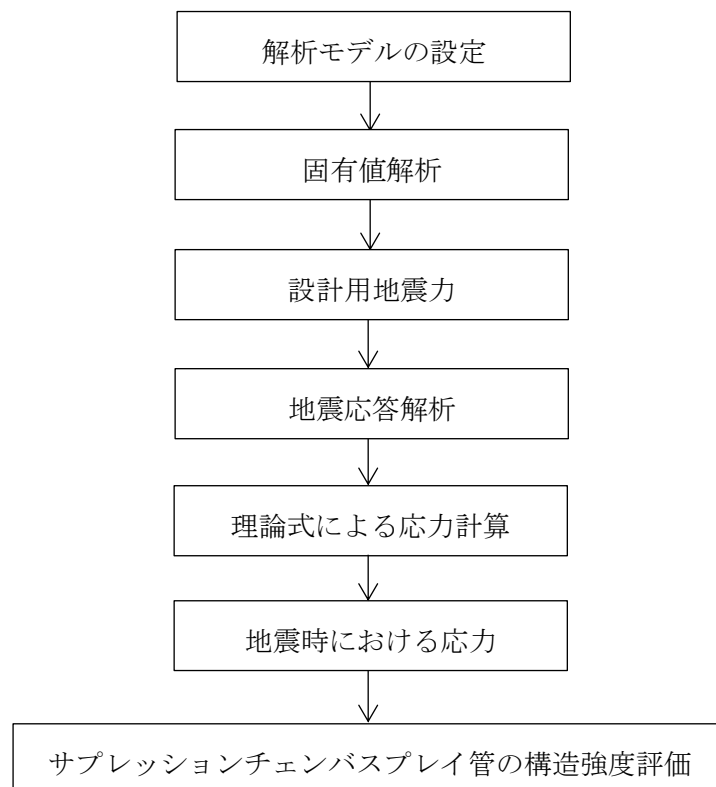 解析モデルの設定
固有値解析
設計用地震力
地震応答解析
理論式による応力計算
地震時における応力
サプレッションチェンバスプレイ管の構造強度評価